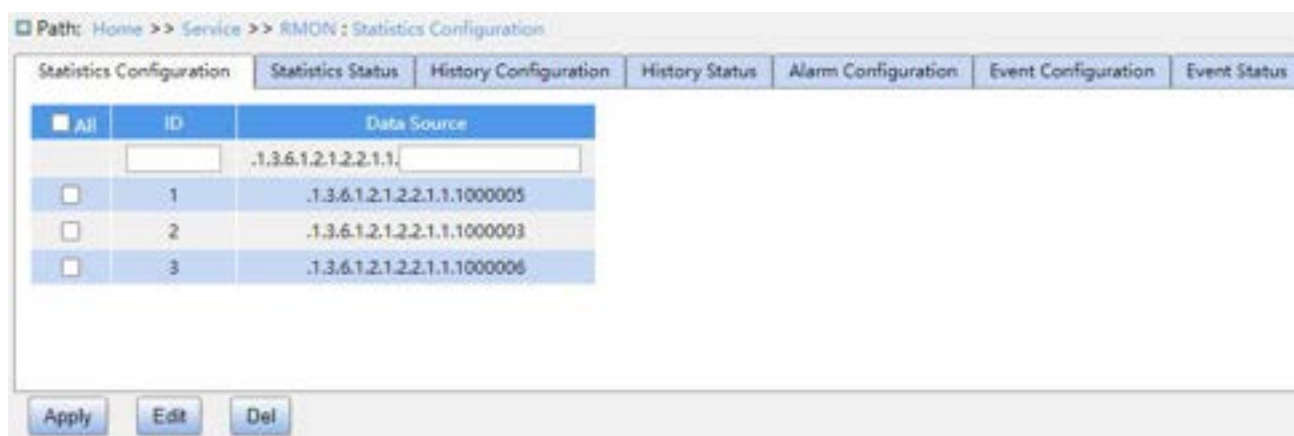 Path: Home >> Service >> RMON : Statistics Configuration
Statistics Configuration Statistics Status History Configuration History Status Alarm Configuration Event Configuration Event Status
All ID Data Source
.1.3.6.1.2.1.2.2.1.1.
1 .1.3.6.1.2.1.2.2.1.1.1000005
2 .1.3.6.1.2.1.2.2.1.1.1000003
3 .1.3.6.1.2.1.2.2.1.1.1000006
Apply Edit Del